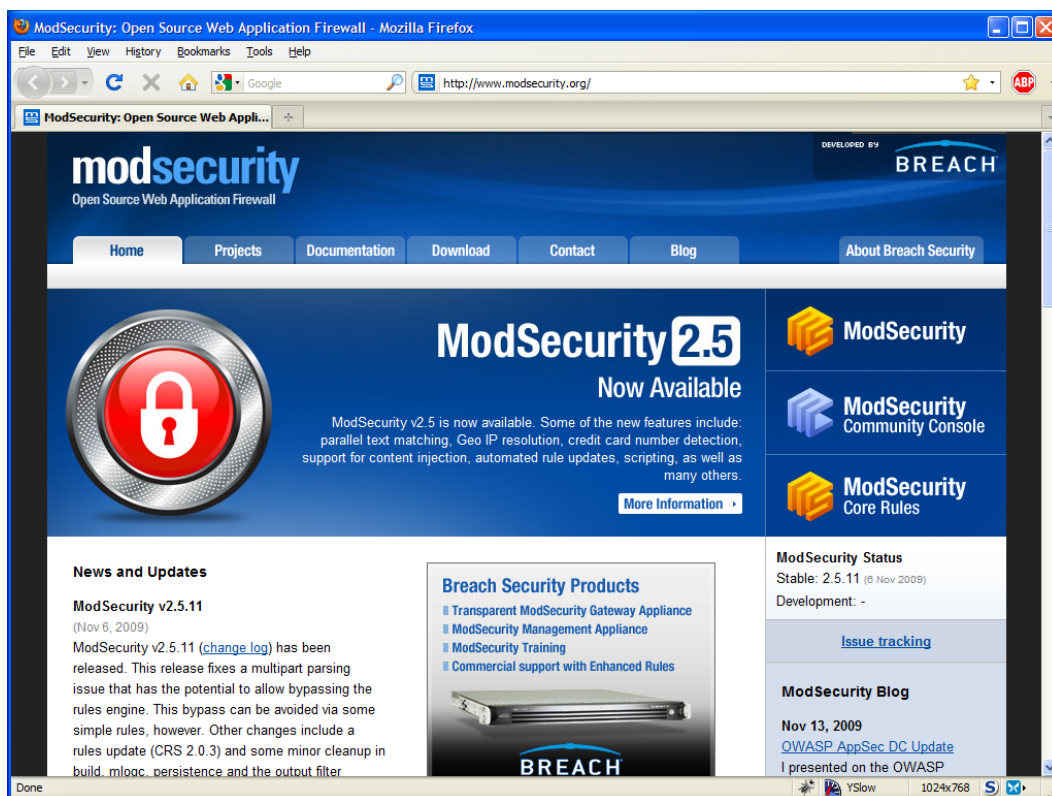 ModSecurity: Open Source Web Application Firewall - Mozilla Firefox
File Edit View History Bookmarks Tools Help
Google http://www.modsecurity.org/ ABP
ModSecurity: Open Source Web Appli...
modsecurity
Open Source Web Application Firewall
DEVELOPED BY
BREACH
Home Projects Documentation Download Contact Blog About Breach Security
ModSecurity 2.5
Now Available
ModSecurity v2.5 is now available. Some of the new features include:
parallel text matching, Geo IP resolution, credit card number detection,
support for content injection, automated rule updates, scripting, as well as
many others.
More Information
ModSecurity
ModSecurity
Community Console
ModSecurity
Core Rules
News and Updates
ModSecurity v2.5.11
(Nov 6, 2009)
ModSecurity v2.5.11 (change log) has been
released. This release fixes a multipart parsing
issue that has the potential to allow bypassing the
rules engine. This bypass can be avoided via some
simple rules, however. Other changes include a
rules update (CRS 2.0.3) and some minor cleanup in
build, mlogc, persistence and the output filter
Breach Security Products
Transparent ModSecurity Gateway Appliance
ModSecurity Management Appliance
ModSecurity Training
Commercial support with Enhanced Rules
BREACH
ModSecurity Status
Stable: 2.5.11 (6 Nov 2009)
Development: -
Issue tracking
ModSecurity Blog
Nov 13, 2009
OWASP AppSec DC Update
I presented on the OWASP
Done YSlow 1024x768 S